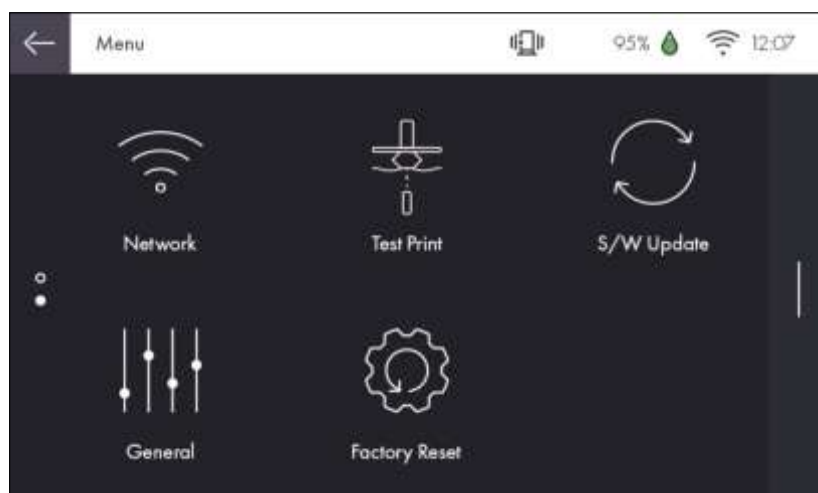 Menu 95% 12:07
Network Test Print S/W Update
General Factory Reset